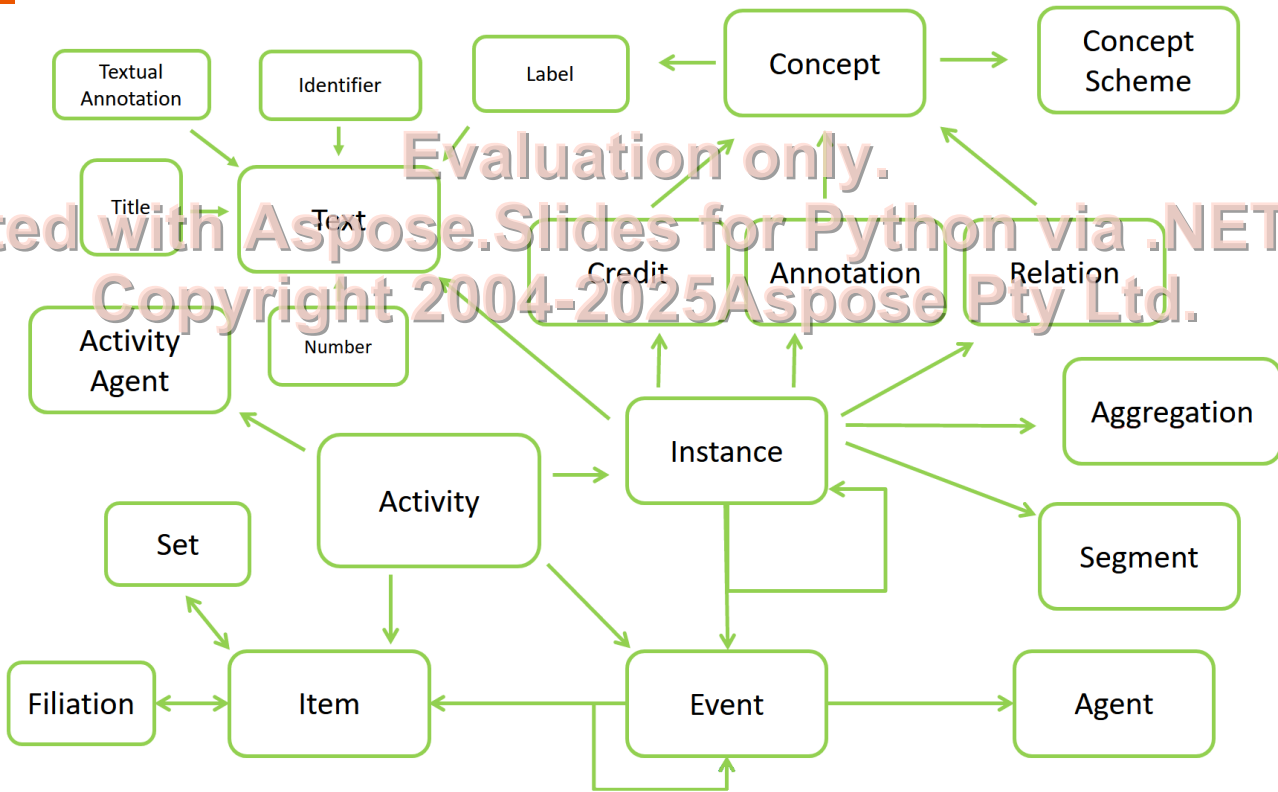 Concept
Concept
Scheme
Textual
Annotation
Identifier
Label
Evaluation only.
Title
Text
ted with Aspose.Slides for Python via .NET
Credit
Annotation
Relation
Copyright 2004-2025Aspose Pty Ltd.
Activity
Agent
Number
Aggregation
Instance
Activity
Set
Segment
Filiation
Item
Event
Agent